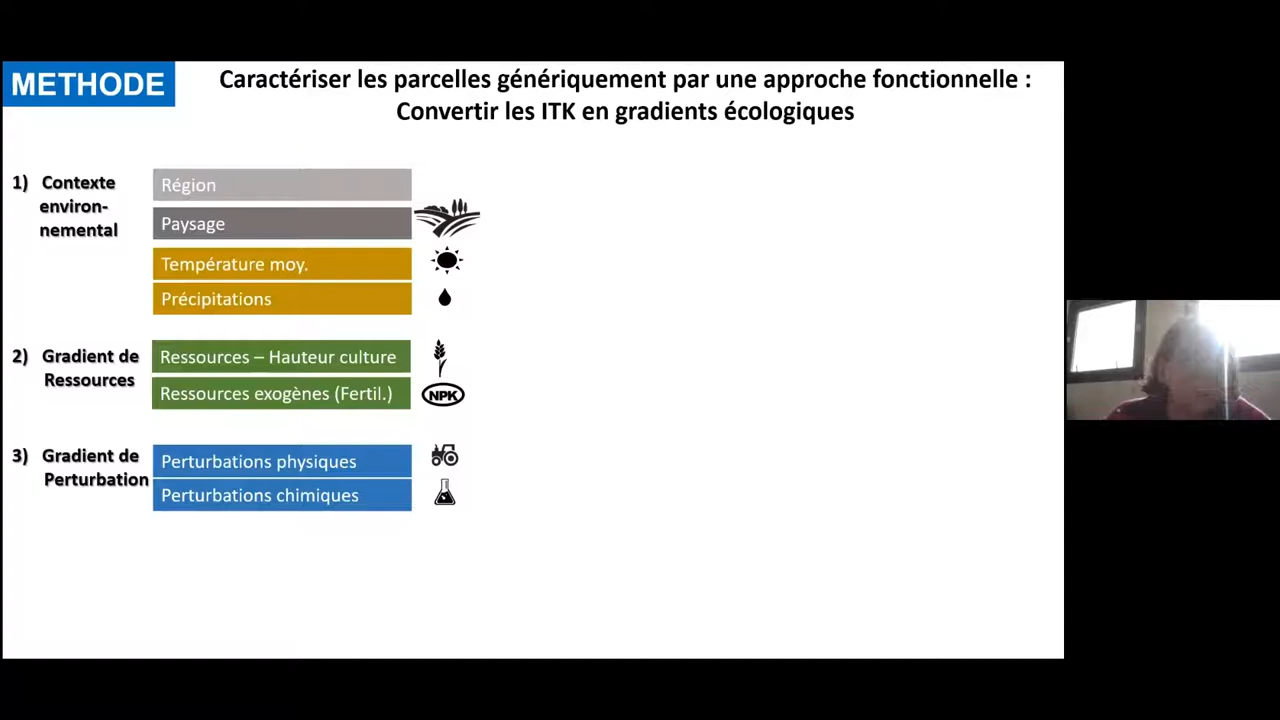 METHODE
Caractériser les parcelles génériquement par une approche fonctionnelle :
Convertir les ITK en gradients écologiques
1) Contexte
environ-
nemental
Région
Paysage
Température moy.
Précipitations
2) Gradient de
Ressources
Ressources – Hauteur culture
Ressources exogènes (Fertil.)
NPK
3) Gradient de
Perturbation
Perturbations physiques
Perturbations chimiques